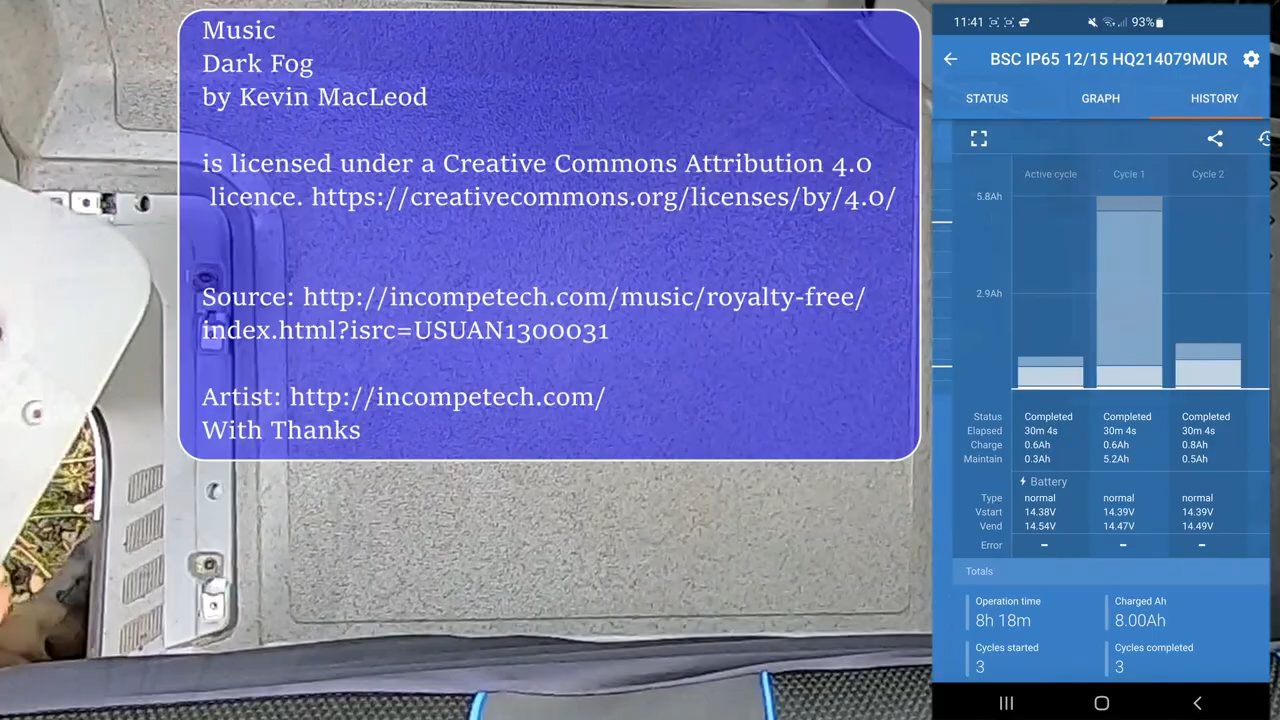 Music
Dark Fog
by Kevin MacLeod
is licensed under a Creative Commons Attribution 4.0
licence. https://creativecommons.org/licenses/by/4.0/
Source: http://incompetech.com/music/royalty-free/
index.html?isrc=USUAN1300031
Artist: http://incompetech.com/
With Thanks
11:41 93%
BSC IP65 12/15 HQ214079MUR
STATUS GRAPH HISTORY
Active cycle Cycle 1 Cycle 2
5.8Ah
2.9Ah
Status Completed Completed Completed
Elapsed 30m 4s 30m 4s 30m 4s
Charge 0.6Ah 0.6Ah 0.8Ah
Maintain 0.3Ah 5.2Ah 0.5Ah
Battery
Type normal normal normal
Vstart 14.38V 14.39V 14.39V
Vend 14.54V 14.47V 14.49V
Error – – –
Totals
Operation time Charged Ah
8h 18m 8.00Ah
Cycles started Cycles completed
3 3